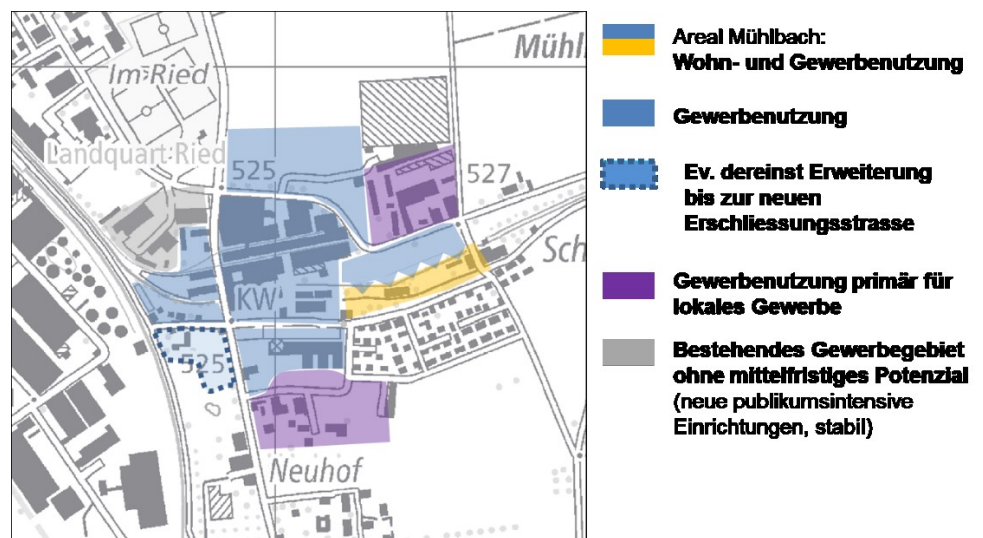 Mühl
Im Ried
Landquart-Ried
525
527
Sch
KW
525
Neuhof
Areal Mühlbach:
Wohn- und Gewerbenutzung
Gewerbenutzung
Ev. dereinst Erweiterung
bis zur neuen
Erschliessungsstrasse
Gewerbenutzung primär für
lokales Gewerbe
Bestehendes Gewerbegebiet
ohne mittelfristiges Potenzial
(neue publikumsintensive
Einrichtungen, stabil)